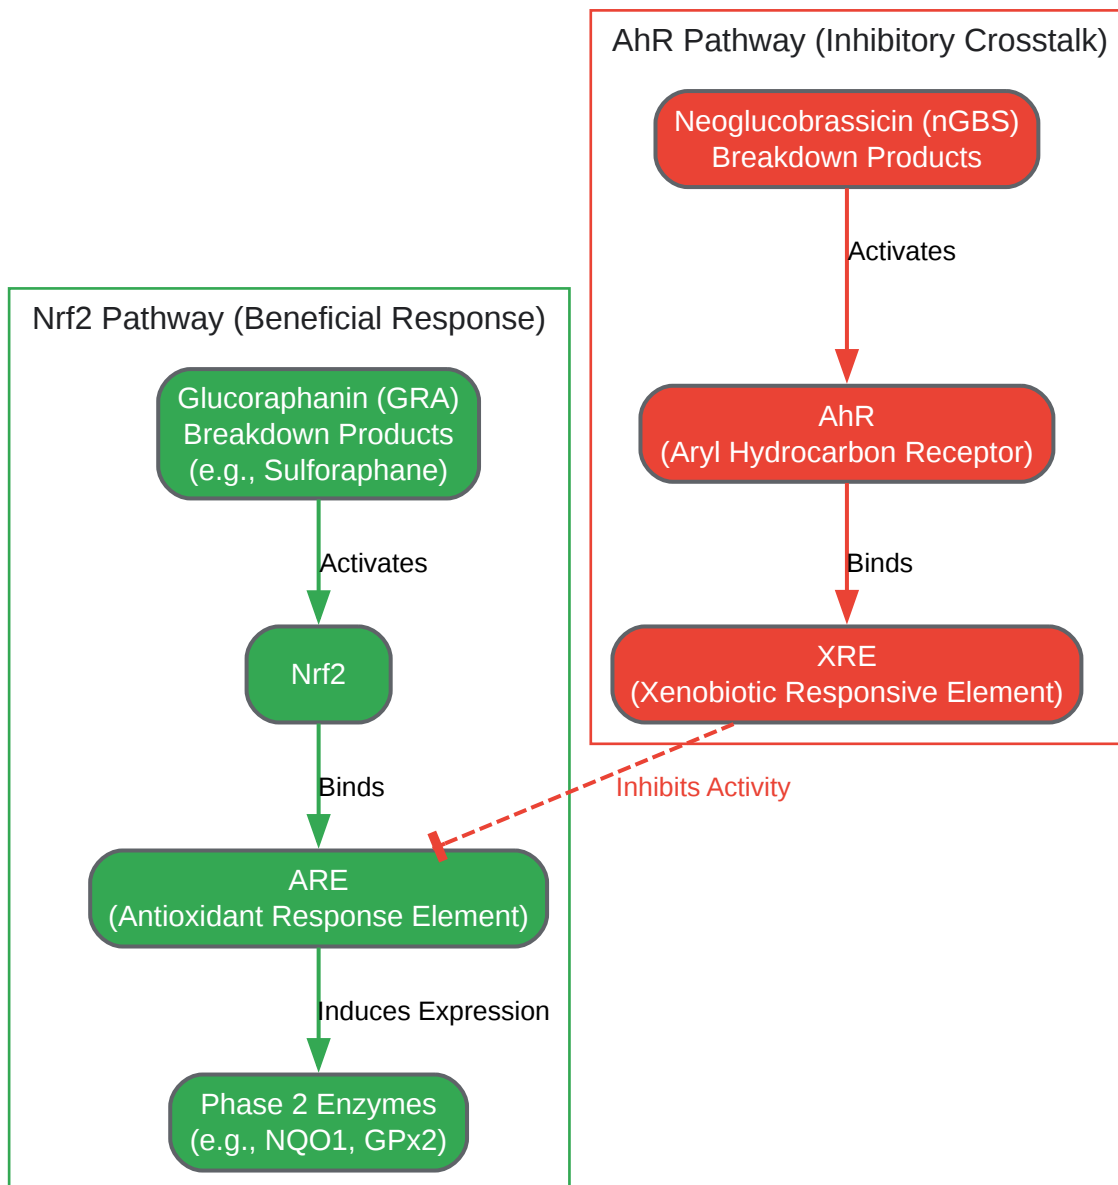 AhR Pathway (Inhibitory Crosstalk)
Neoglucobrassicin (nGBS)
Breakdown Products
Activates
AhR
(Aryl Hydrocarbon Receptor)
Binds
XRE
(Xenobiotic Responsive Element)
Inhibits Activity
Nrf2 Pathway (Beneficial Response)
Glucoraphanin (GRA)
Breakdown Products
(e.g., Sulforaphane)
Activates
Nrf2
Binds
ARE
(Antioxidant Response Element)
Induces Expression
Phase 2 Enzymes
(e.g., NQO1, GPx2)